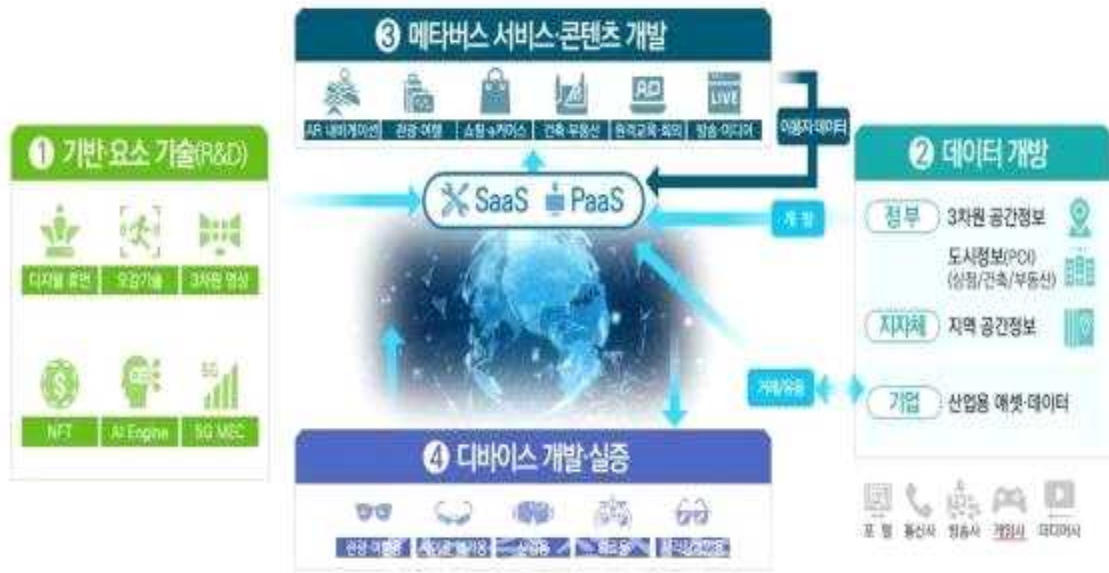 ③ 메타버스 서비스·콘텐츠 개발
AR 내비게이션 관광·여행 쇼핑·e커머스 건축·부동산 원격교육·회의 방송·미디어
이용자·데이터
① 기반·요소 기술(R&D)
디지털 휴먼 오감기술 3차원 영상
NFT AI Engine 5G MEC
SaaS PaaS
개방
거래/유통
② 데이터 개발
정부 3차원 공간정보
도시정보(PCI)
(상점/건축/부동산)
지자체 지역 공간정보
기업 산업용 애셋·데이터
포털 통신사 방송사 게임사 미디어사
④ 디바이스 개발·실증
산업용